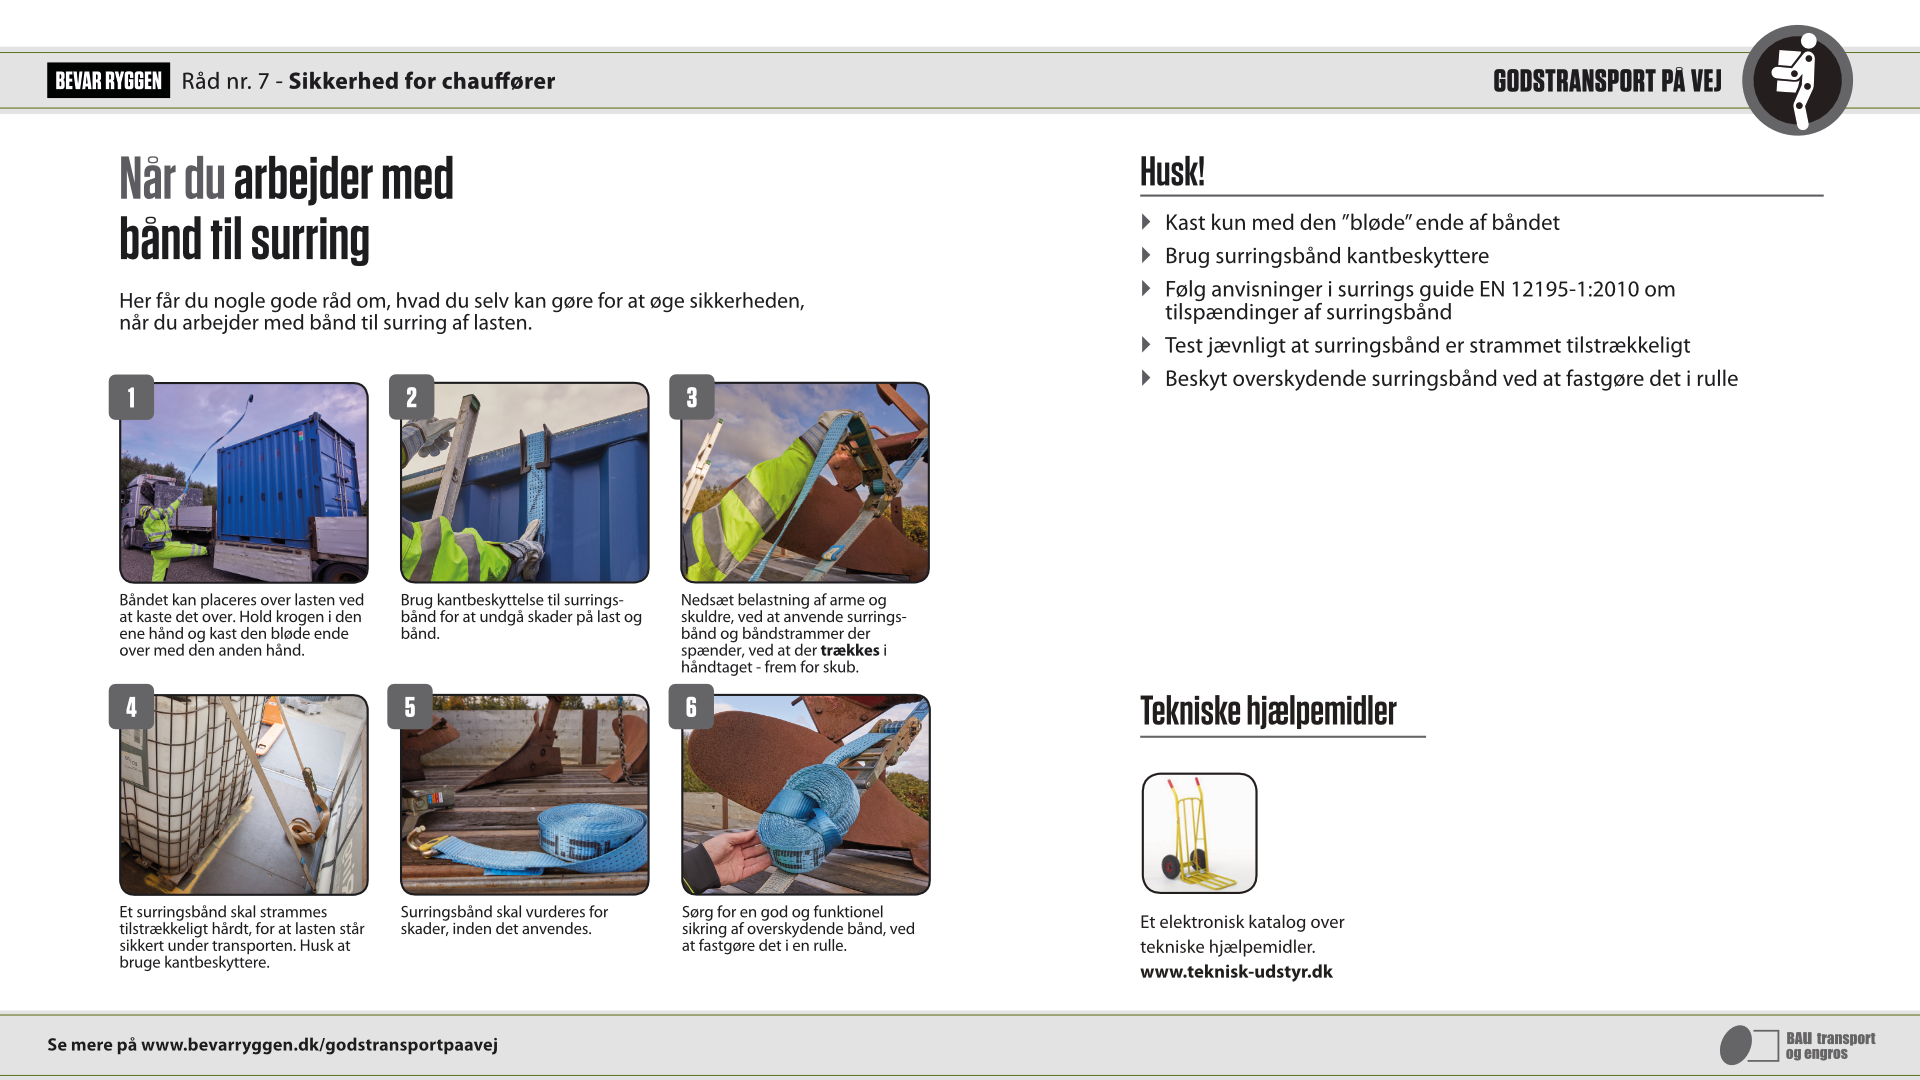 BEVAR RYGGEN Råd nr. 7 - Sikkerhed for chauffører
GODSTRANSPORT PÅ VEJ
Når du arbejder med
bånd til surring
Her får du nogle gode råd om, hvad du selv kan gøre for at øge sikkerheden,
når du arbejder med bånd til surring af lasten.
1
Båndet kan placeres over lasten ved
at kaste det over. Hold krogen i den
ene hånd og kast den bløde ende
over med den anden hånd.
2
Brug kantbeskyttelse til surrings-
bånd for at undgå skader på last og
bånd.
3
Nedsæt belastning af arme og
skuldre, ved at anvende surrings-
bånd og båndstrammer der
spænder, ved at der trækkes i
håndtaget - frem for skub.
4
Et surringsbånd skal strammes
tilstrækkeligt hårdt, for at lasten står
sikkert under transporten. Husk at
bruge kantbeskyttere.
5
Surringsbånd skal vurderes for
skader, inden det anvendes.
6
Sørg for en god og funktionel
sikring af overskydende bånd, ved
at fastgøre det i en rulle.
Husk!
Kast kun med den ”bløde” ende af båndet
Brug surringsbånd kantbeskyttere
Følg anvisninger i surrings guide EN 12195-1:2010 om
tilspændinger af surringsbånd
Test jævnligt at surringsbånd er strammet tilstrækkeligt
Beskyt overskydende surringsbånd ved at fastgøre det i rulle
Tekniske hjælpemidler
Et elektronisk katalog over
tekniske hjælpemidler.
www.teknisk-udstyr.dk
Se mere på www.bevarryggen.dk/godstransportpaavej
BAU transport
og engros